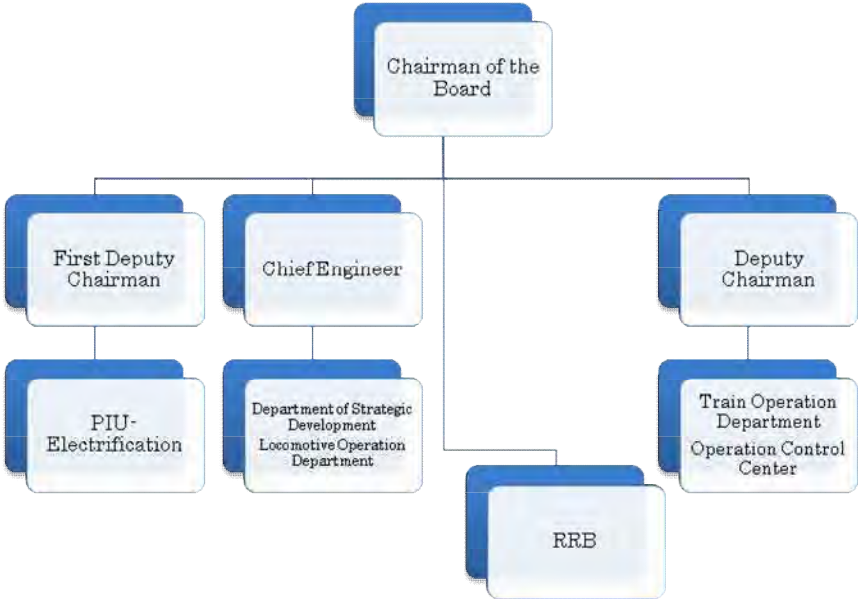 Chairman of the
Board
First Deputy
Chairman
Chief Engineer
Deputy
Chairman
PIU-
Electrification
Department of Strategic
Development
Locomotive Operation
Department
Train Operation
Department
Operation Control
Center
RRB